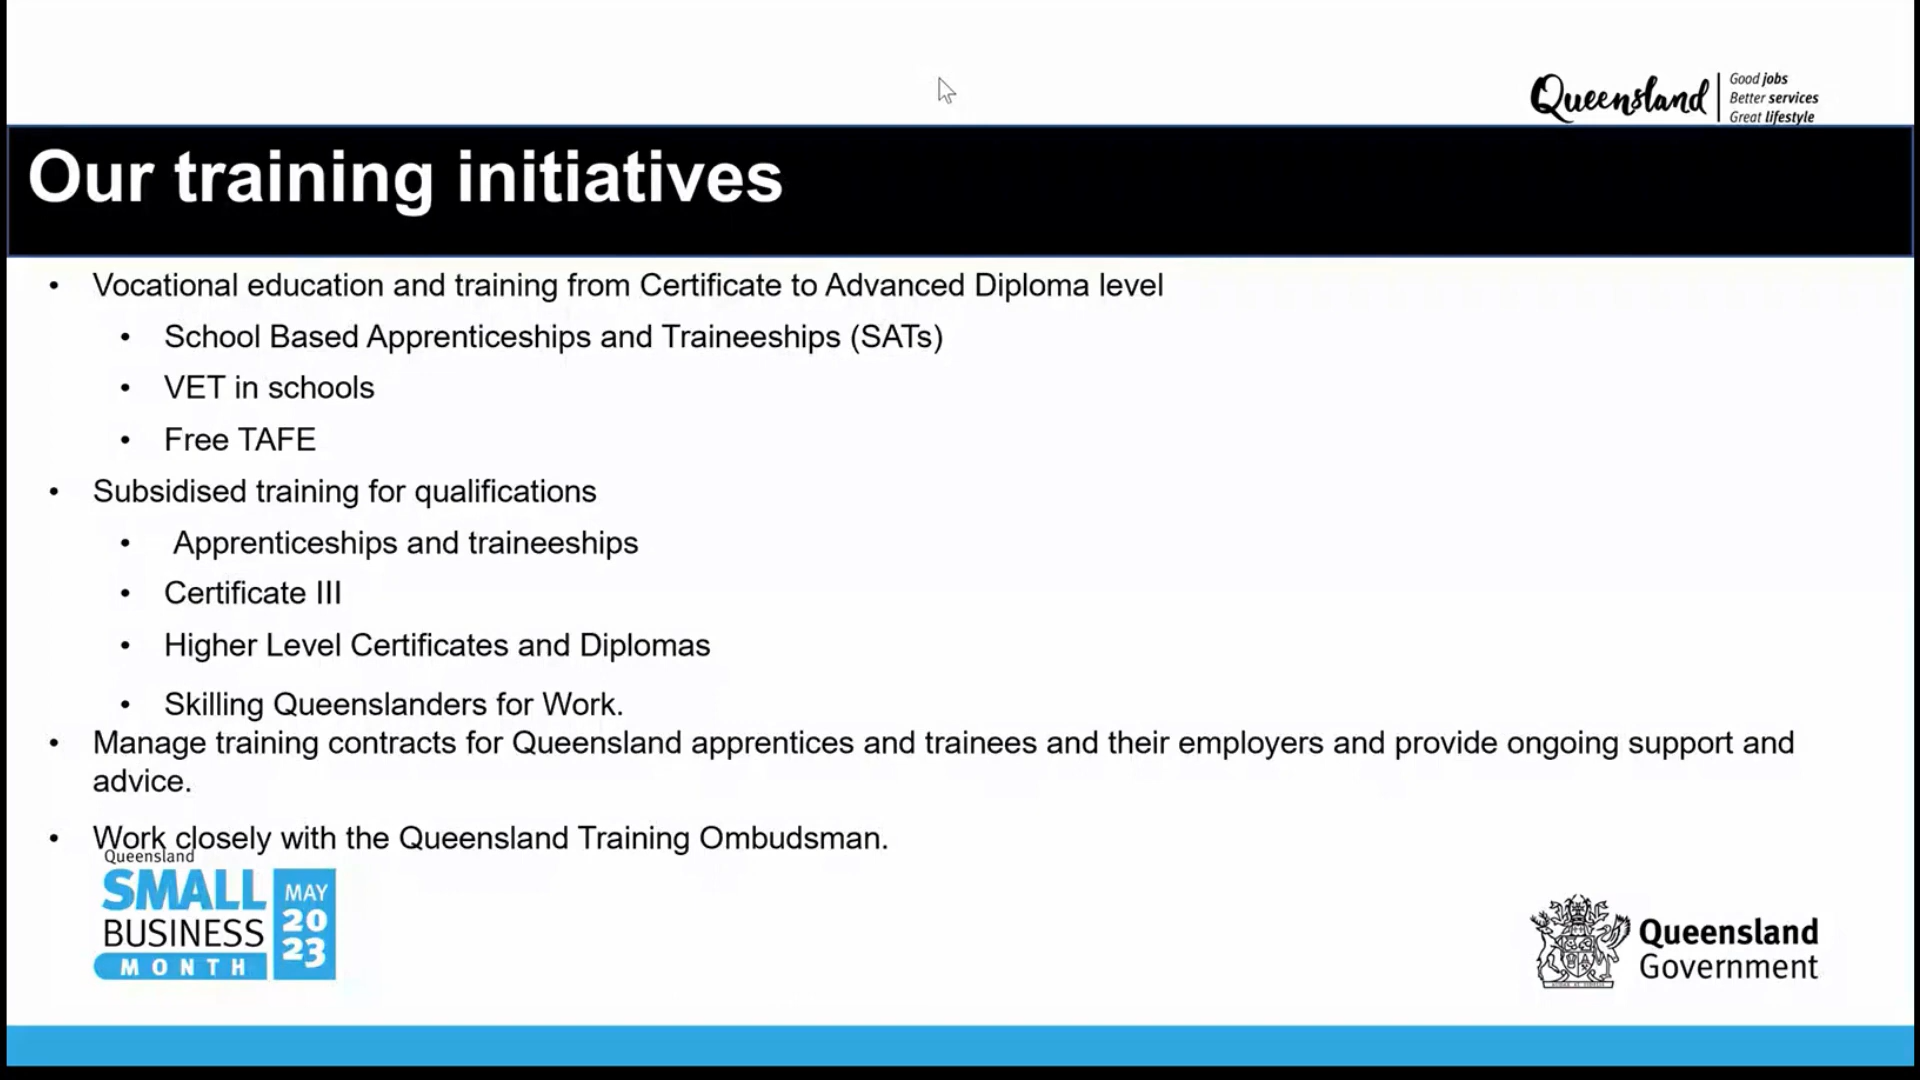 Queensland
Good jobs
Better services
Great lifestyle
Our training initiatives
• Vocational education and training from Certificate to Advanced Diploma level
• School Based Apprenticeships and Traineeships (SATs)
• VET in schools
• Free TAFE
• Subsidised training for qualifications
• Apprenticeships and traineeships
• Certificate III
• Higher Level Certificates and Diplomas
• Skilling Queenslanders for Work.
• Manage training contracts for Queensland apprentices and trainees and their employers and provide ongoing support and
advice.
• Work closely with the Queensland Training Ombudsman.
Queensland
SMALL
BUSINESS
MONTH
MAY
20
23
Queensland
Government